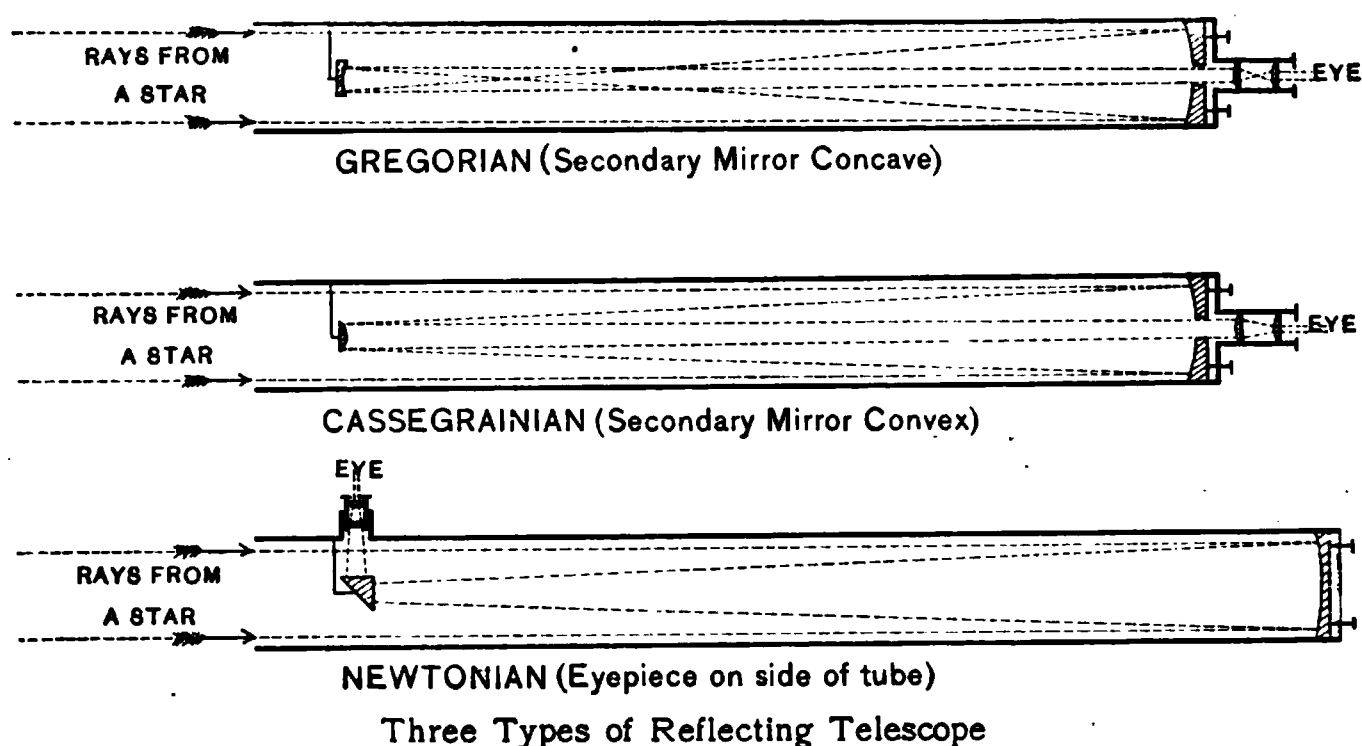 RAYS FROM
A STAR
EYE
GREGORIAN (Secondary Mirror Concave)
RAYS FROM
A STAR
EYE
CASSEGRAINIAN (Secondary Mirror Convex)
EYE
RAYS FROM
A STAR
NEWTONIAN (Eyepiece on side of tube)
Three Types of Reflecting Telescope